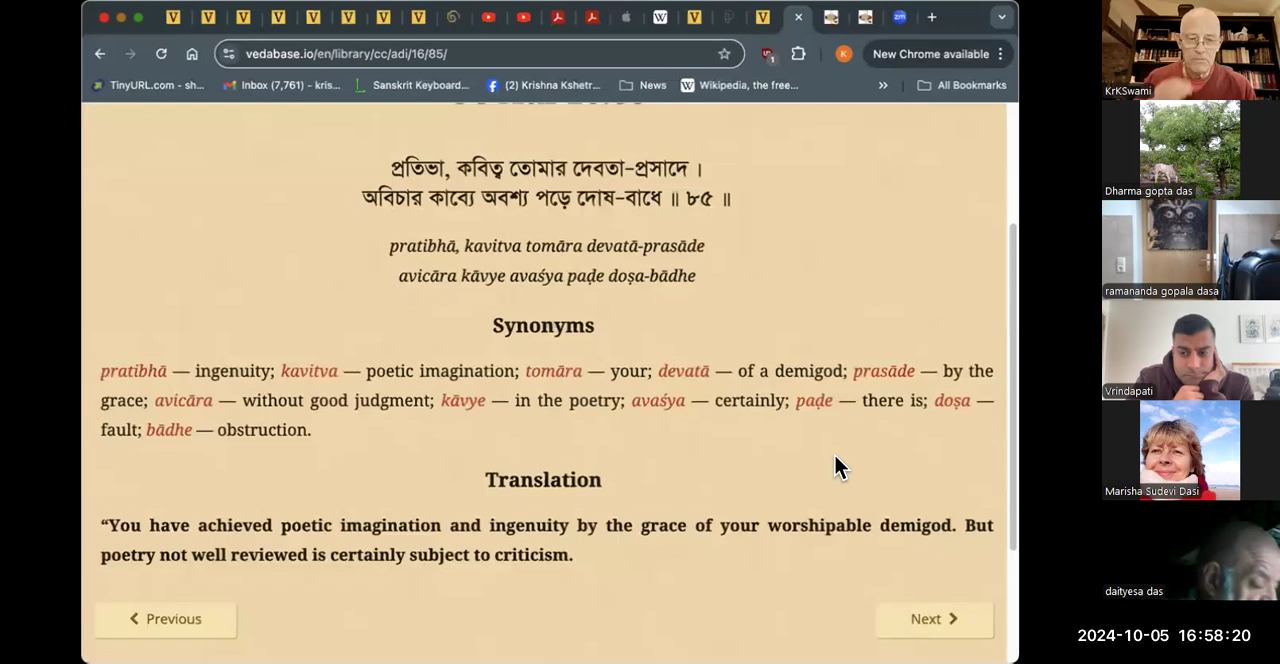 vedabase.io/en/library/cc/adi/16/85/
New Chrome available
TinyURL.com - sh...
Inbox (7,761) - kris...
Sanskrit Keyboard...
(2) Krishna Kshetr...
News
Wikipedia, the free...
All Bookmarks
প্রতিভা, কবিত্ব তোমার দেবতা-প্রসাদে ।
অবিচার কাব্যে অবশ্য পড়ে দোষ-বাধে ॥ ৮৫ ॥
pratibhā, kavitva tomāra devatā-prasāde
avicāra kāvye avaśya paḍe doṣa-bādhe
Synonyms
pratibhā — ingenuity; kavitva — poetic imagination; tomāra — your; devatā — of a demigod; prasāde — by the
grace; avicāra — without good judgment; kāvye — in the poetry; avaśya — certainly; paḍe — there is; doṣa —
fault; bādhe — obstruction.
Translation
“You have achieved poetic imagination and ingenuity by the grace of your worshipable demigod. But
poetry not well reviewed is certainly subject to criticism.
Previous
Next
KrKSwami
Dharma gopta das
ramananda gopala dasa
Vrindapati
Marisha Sudevi Dasi
daityesa das
2024-10-05 16:58:20